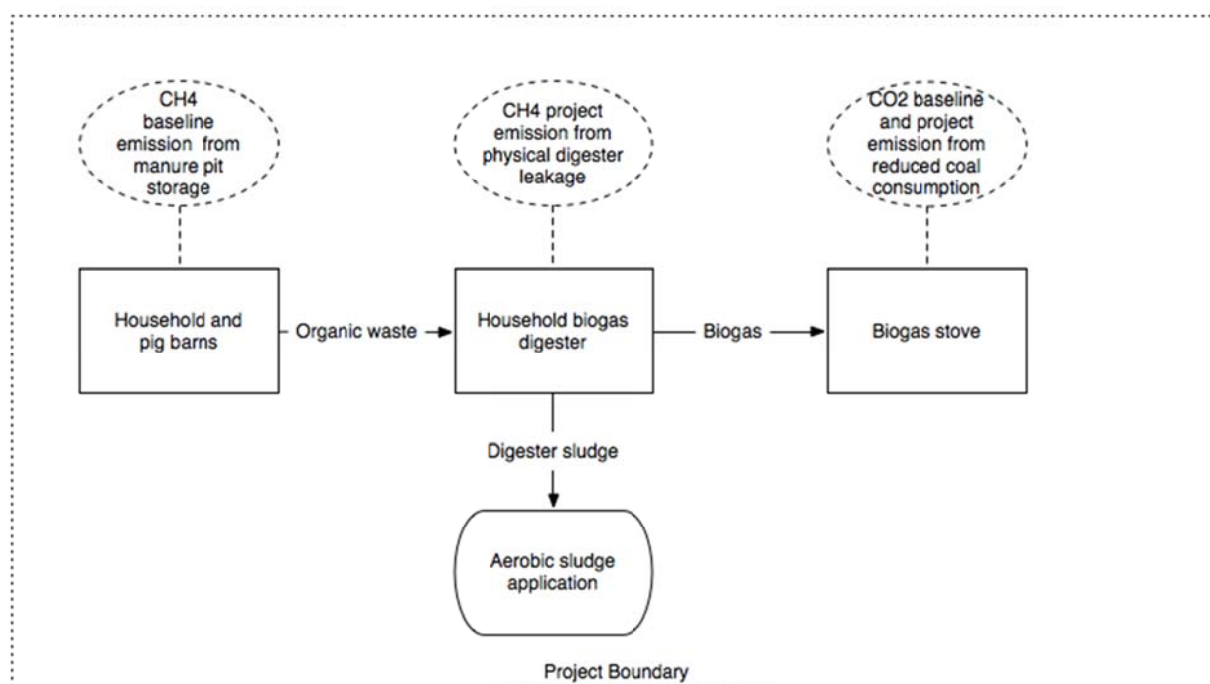 CH4
baseline
emission from
manure pit
storage
CH4 project
emission from
physical digester
leakage
CO2 baseline
and project
emission from
reduced coal
consumption
Household and
pig barns
Organic waste
Household biogas
digester
Biogas
Biogas stove
Digester sludge
Aerobic sludge
application
Project Boundary